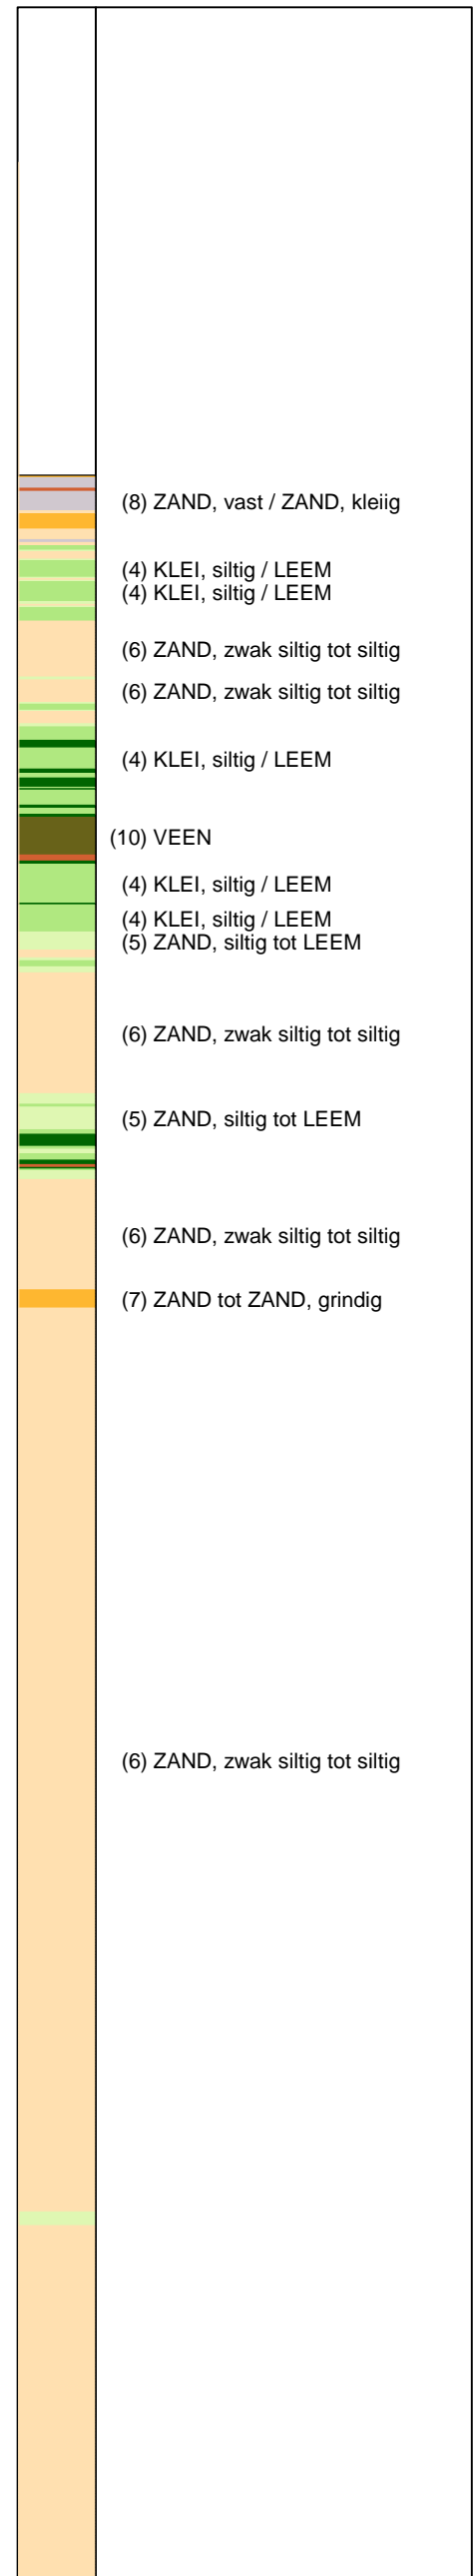 (8) ZAND, vast / ZAND, kleiig
(4) KLEI, siltig / LEEM
(4) KLEI, siltig / LEEM
(6) ZAND, zwak siltig tot siltig
(6) ZAND, zwak siltig tot siltig
(4) KLEI, siltig / LEEM
(10) VEEN
(4) KLEI, siltig / LEEM
(4) KLEI, siltig / LEEM
(5) ZAND, siltig tot LEEM
(6) ZAND, zwak siltig tot siltig
(5) ZAND, siltig tot LEEM
(6) ZAND, zwak siltig tot siltig
(7) ZAND tot ZAND, grindig
(6) ZAND, zwak siltig tot siltig